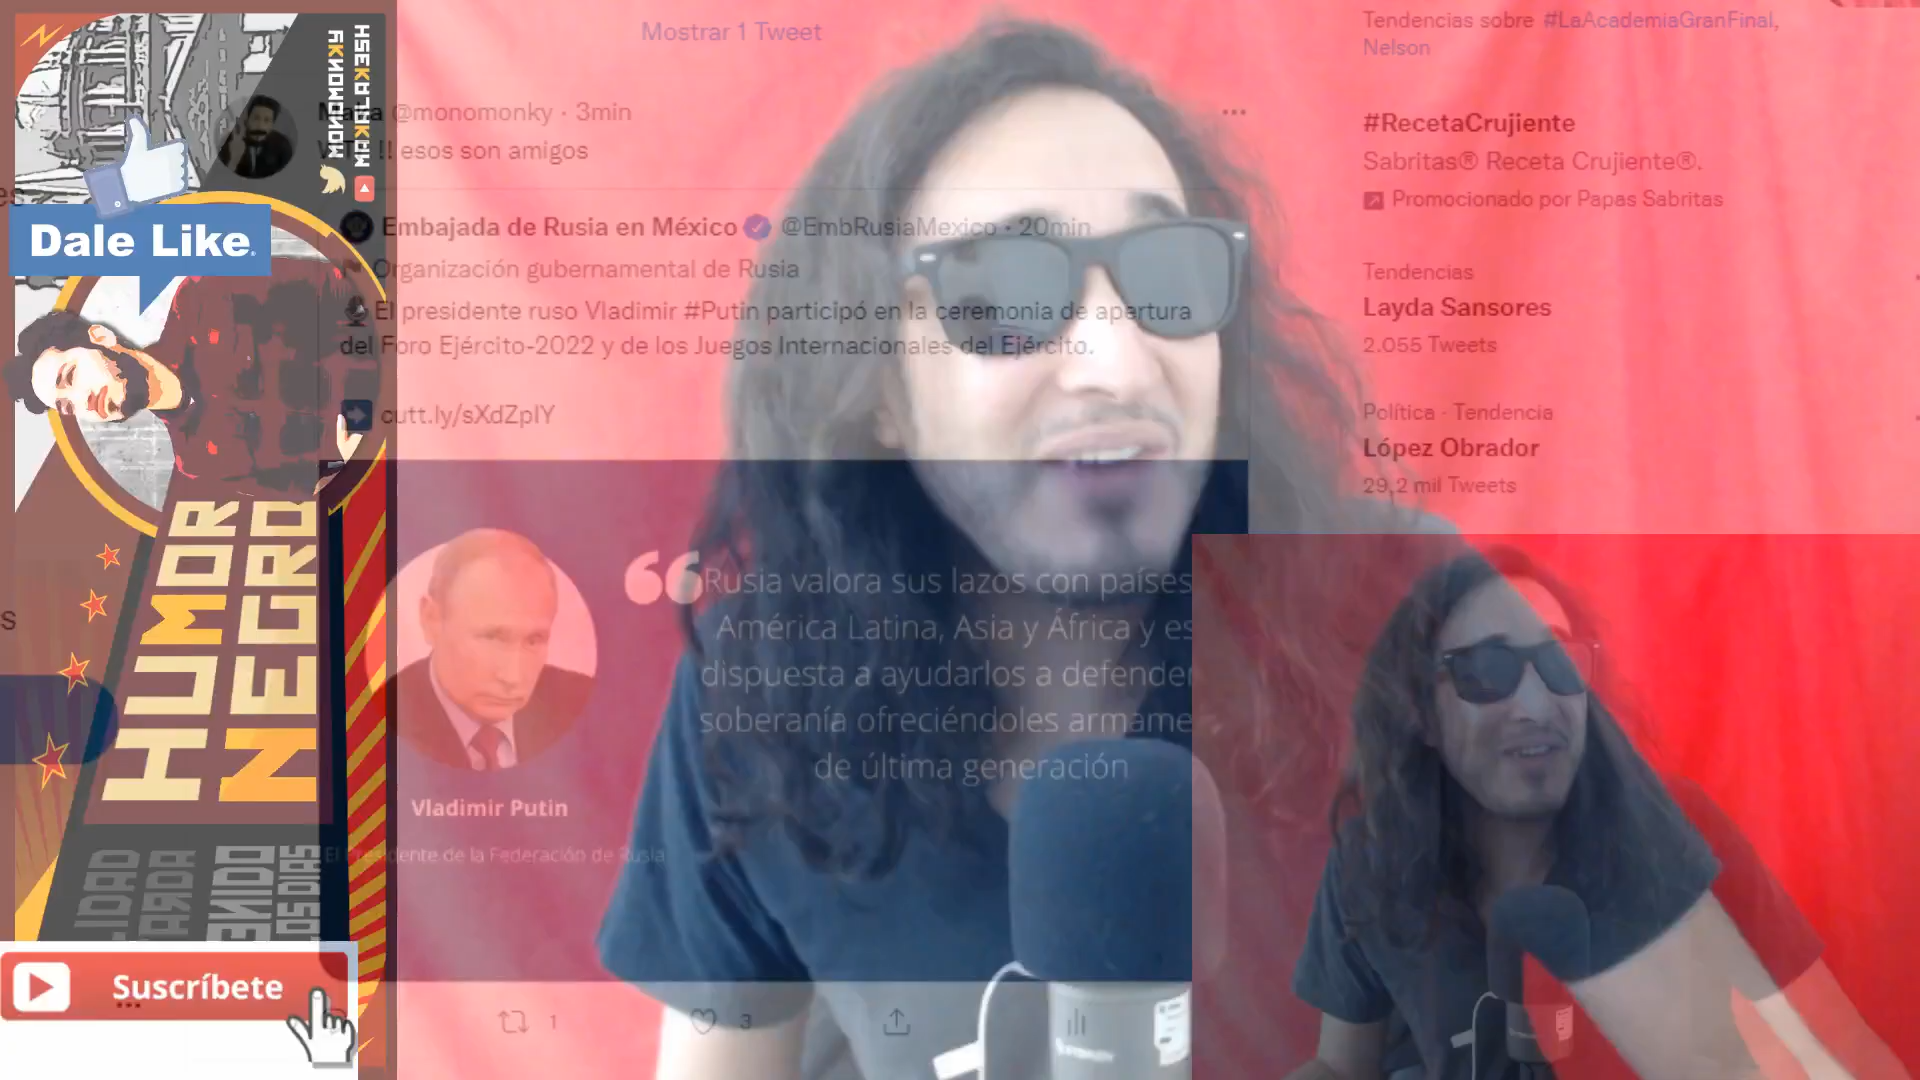 Mostrar 1 Tweet
@monomonky · 3min
esos son amigos
Embajada de Rusia en México @EmbRusiaMexico · 20min
Organización gubernamental de Rusia
El presidente ruso Vladimir #Putin participó en la ceremonia de apertura
del Foro Ejército-2022 y de los Juegos Internacionales del Ejército.
cutt.ly/sXdZpIY
“Rusia valora sus lazos con países
América Latina, Asia y África y es
dispuesta a ayudarlos a defender
soberanía ofreciéndoles armame
de última generación
Vladimir Putin
El Presidente de la Federación de Rusia
1
3
Tendencias sobre #LaAcademiaGranFinal,
Nelson
#RecetaCrujiente
Sabritas® Receta Crujiente®.
Promocionado por Papas Sabritas
Tendencias
Layda Sansores
2.055 Tweets
Política · Tendencia
López Obrador
29,2 mil Tweets
Dale Like.
HUMOR
NEGRO
Suscríbete